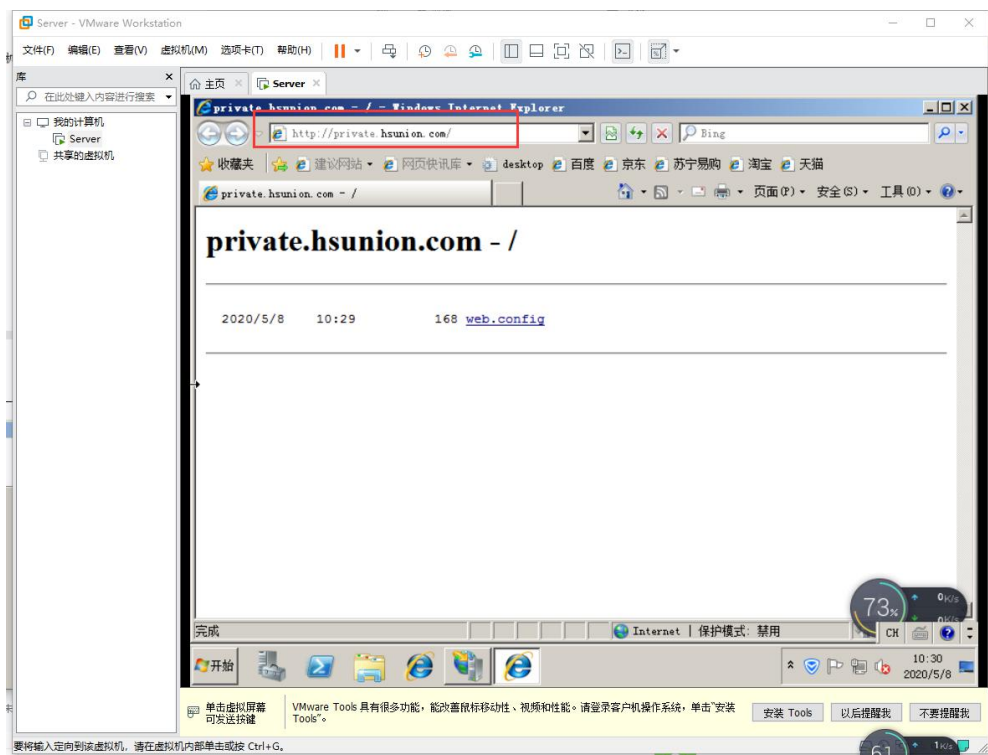 Server - VMware Workstation
文件(F) 编辑(E) 查看(V) 虚拟机(M) 选项卡(T) 帮助(H)
库
在此处键入内容进行搜索
我的计算机
Server
共享的虚拟机
主页 Server
private.hsunion.com - / - Windows Internet Explorer
http://private.hsunion.com/
Bing
收藏夹 建议网站 网页快讯库 desktop 百度 京东 苏宁易购 淘宝 天猫
private.hsunion.com - /
页面(P) 安全(S) 工具(O)
private.hsunion.com - /
2020/5/8 10:29 168 web.config
73%
0K/s
0K/s
完成
Internet | 保护模式: 禁用
CH
开始
10:30
2020/5/8
单击虚拟屏幕
可发送按键
VMware Tools 具有很多功能，能改善鼠标移动性、视频和性能。请登录客户机操作系统，单击“安装
Tools”。
安装 Tools 以后提醒我 不要提醒我
要将输入定向到该虚拟机，请在虚拟机内部单击或按 Ctrl+G。
61
1K/s